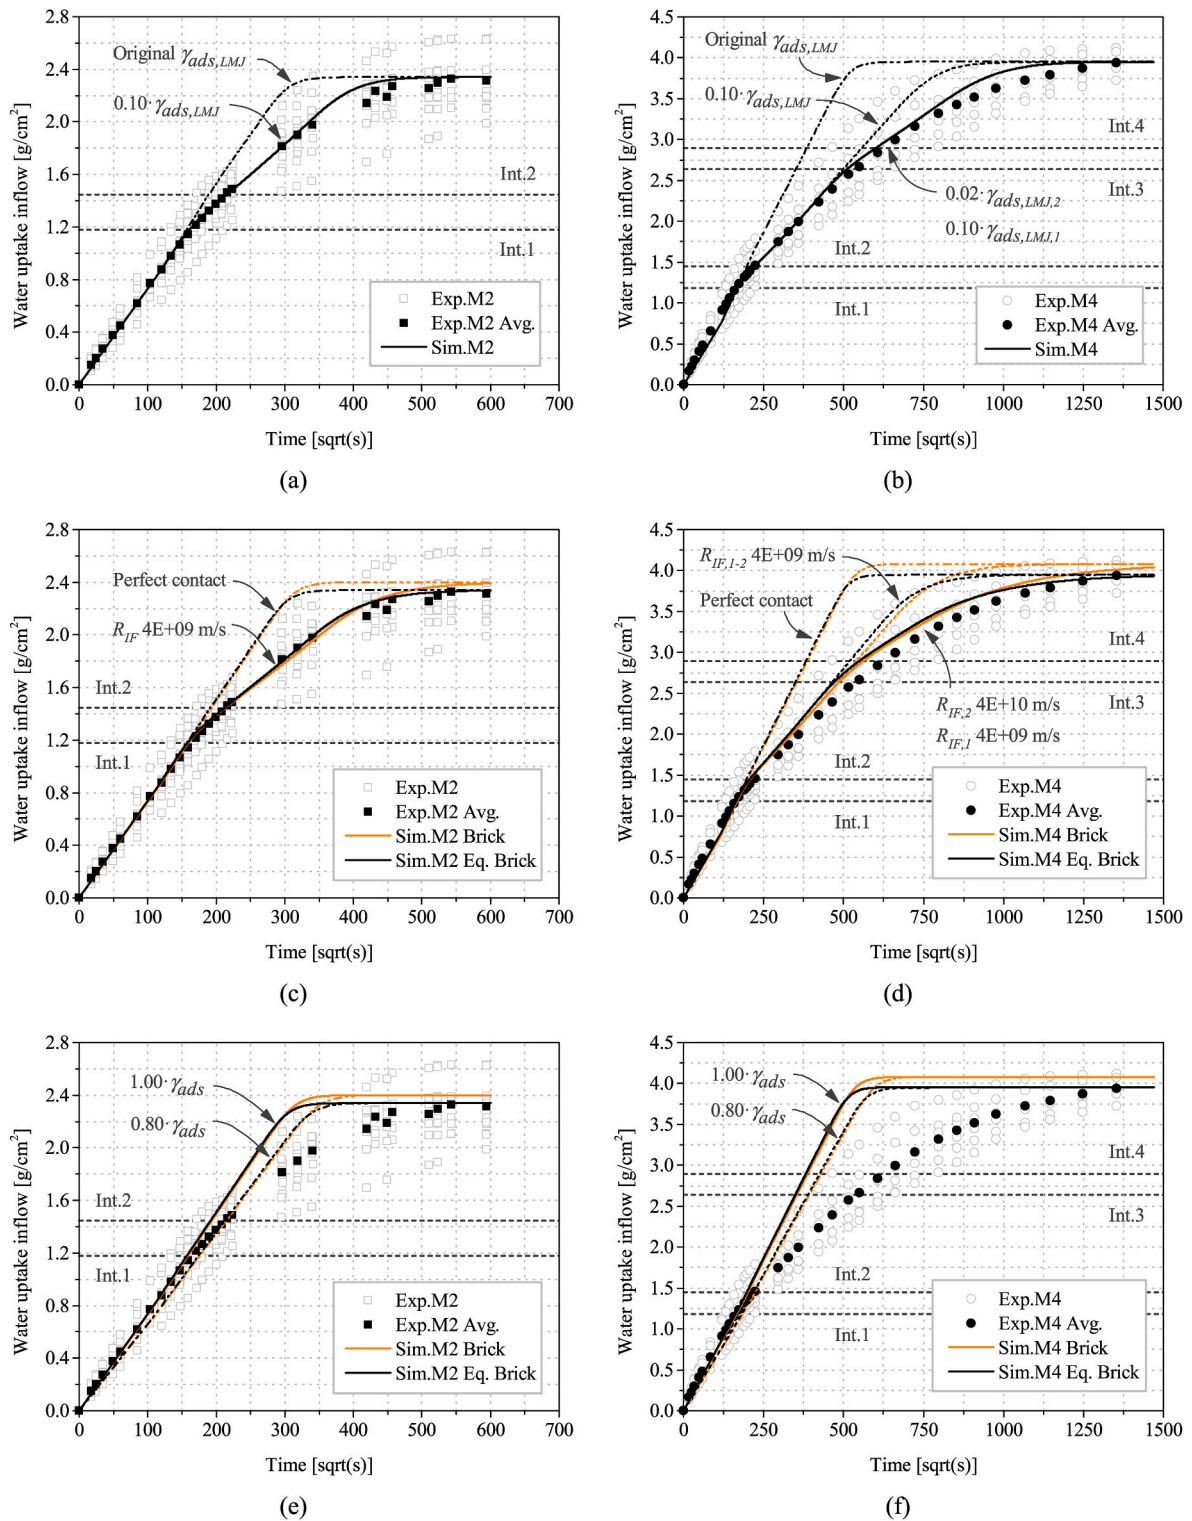 2.8
2.4
2.0
1.6
1.2
0.8
0.4
0.0
Water uptake inflow [g/cm²]
Original γads,LMJ
0.10·γads,LMJ
Int.2
Int.1
Exp.M2
Exp.M2 Avg.
Sim.M2
0 100 200 300 400 500 600 700
Time [sqrt(s)]
(a)
4.5
4.0
3.5
3.0
2.5
2.0
1.5
1.0
0.5
0.0
Water uptake inflow [g/cm²]
Original γads,LMJ
0.10·γads,LMJ
Int.4
Int.3
0.02·γads,LMJ,2
0.10·γads,LMJ,1
Int.2
Int.1
Exp.M4
Exp.M4 Avg.
Sim.M4
0 250 500 750 1000 1250 1500
Time [sqrt(s)]
(b)
2.8
2.4
2.0
1.6
1.2
0.8
0.4
0.0
Water uptake inflow [g/cm²]
Perfect contact
RIF 4E+09 m/s
Int.2
Int.1
Exp.M2
Exp.M2 Avg.
Sim.M2 Brick
Sim.M2 Eq. Brick
0 100 200 300 400 500 600 700
Time [sqrt(s)]
(c)
4.5
4.0
3.5
3.0
2.5
2.0
1.5
1.0
0.5
0.0
Water uptake inflow [g/cm²]
RIF,1-2 4E+09 m/s
Perfect contact
Int.4
Int.3
RIF,2 4E+10 m/s
RIF,1 4E+09 m/s
Int.2
Int.1
Exp.M4
Exp.M4 Avg.
Sim.M4 Brick
Sim.M4 Eq. Brick
0 250 500 750 1000 1250 1500
Time [sqrt(s)]
(d)
2.8
2.4
2.0
1.6
1.2
0.8
0.4
0.0
Water uptake inflow [g/cm²]
1.00·γads
0.80·γads
Int.2
Int.1
Exp.M2
Exp.M2 Avg.
Sim.M2 Brick
Sim.M2 Eq. Brick
0 100 200 300 400 500 600 700
Time [sqrt(s)]
(e)
4.5
4.0
3.5
3.0
2.5
2.0
1.5
1.0
0.5
0.0
Water uptake inflow [g/cm²]
1.00·γads
0.80·γads
Int.4
Int.3
Int.2
Int.1
Exp.M4
Exp.M4 Avg.
Sim.M4 Brick
Sim.M4 Eq. Brick
0 250 500 750 1000 1250 1500
Time [sqrt(s)]
(f)